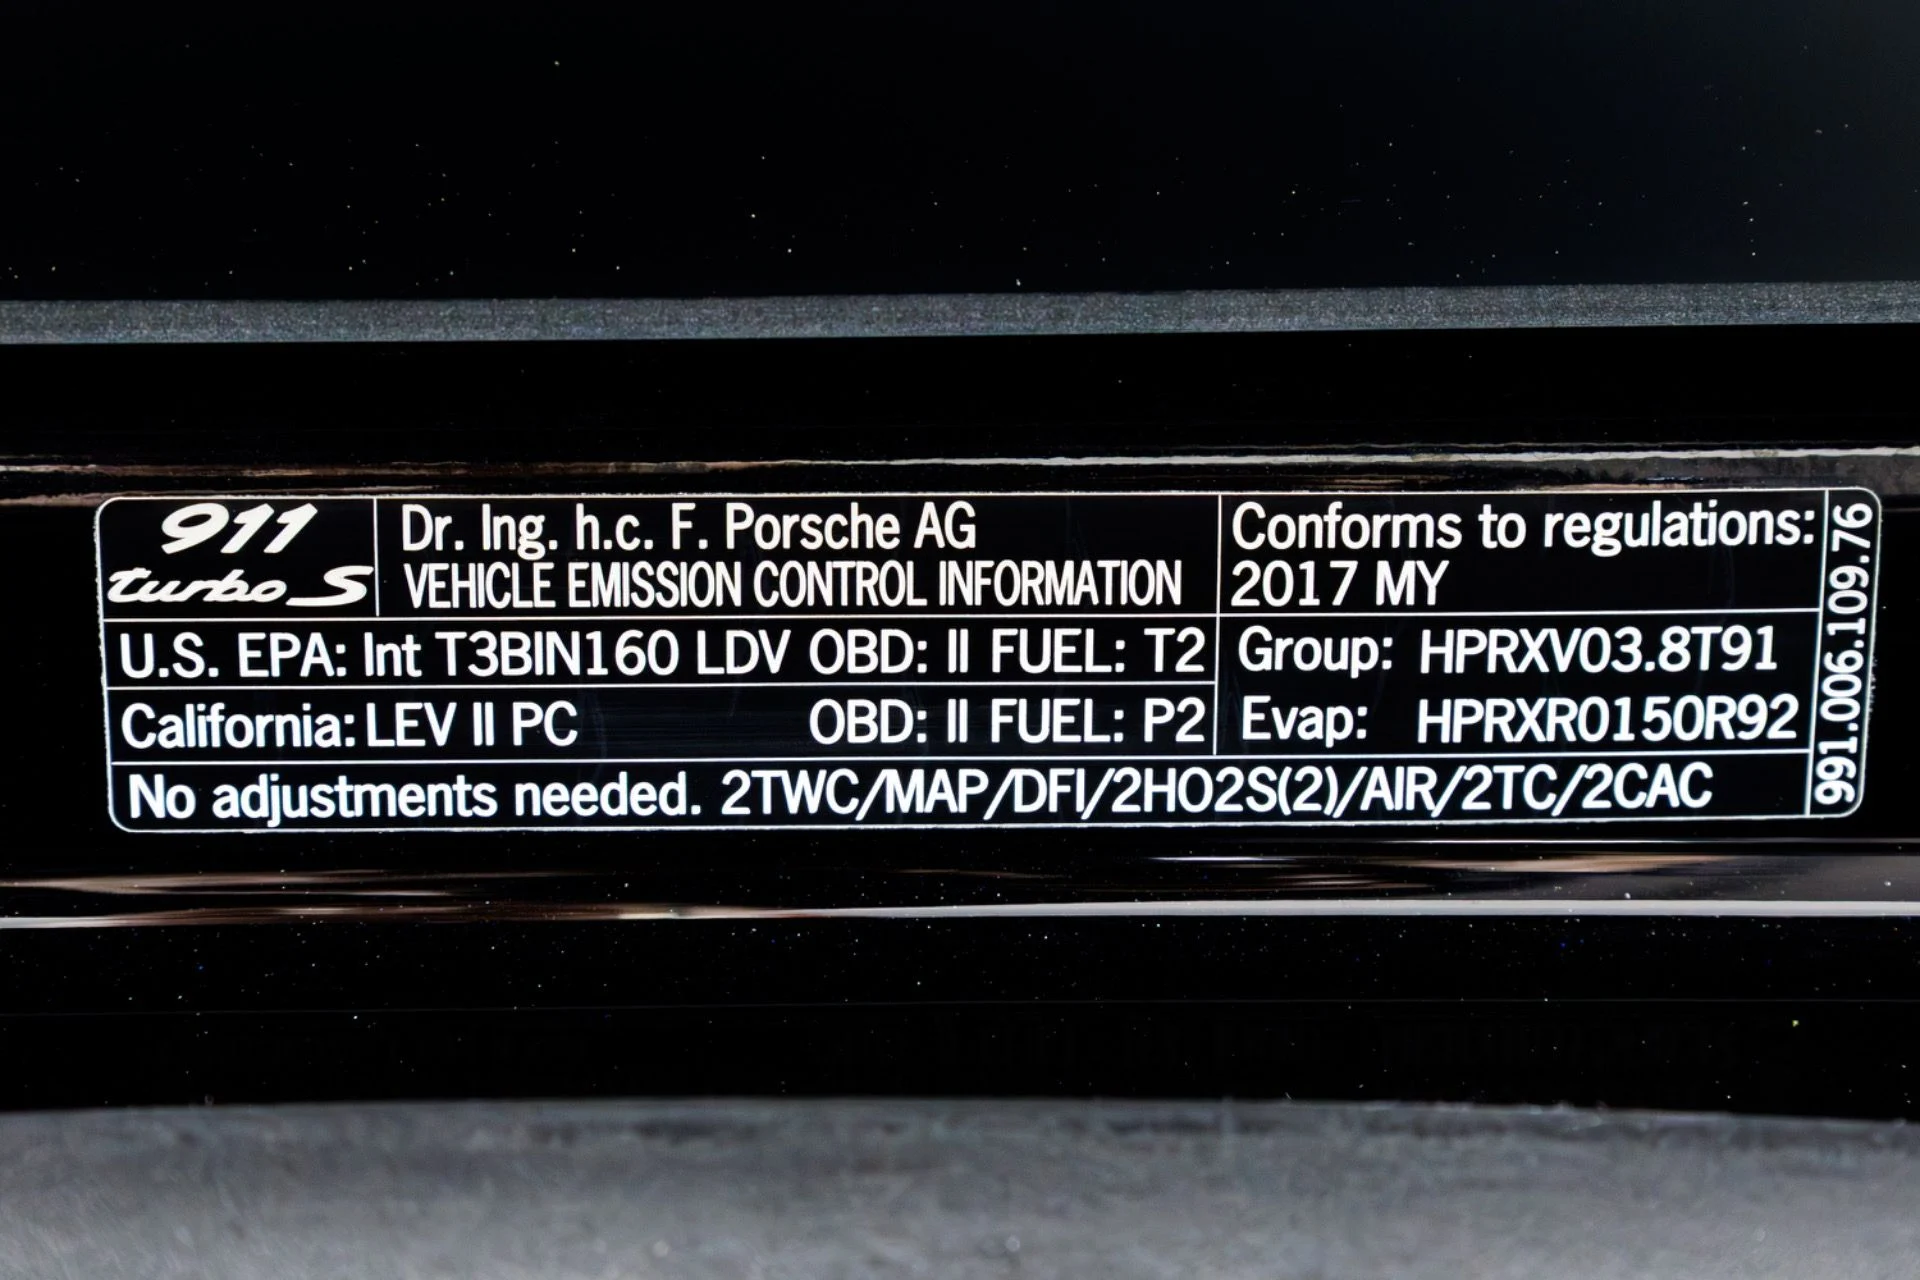 911
turbo S
Dr. Ing. h.c. F. Porsche AG
VEHICLE EMISSION CONTROL INFORMATION
Conforms to regulations:
2017 MY
U.S. EPA: Int T3BIN160 LDV OBD: II FUEL: T2
California: LEV II PC OBD: II FUEL: P2
Group: HPRXV03.8T91
Evap: HPRXR0150R92
No adjustments needed. 2TWC/MAP/DFI/2HO2S(2)/AIR/2TC/2CAC
991.006.109.76